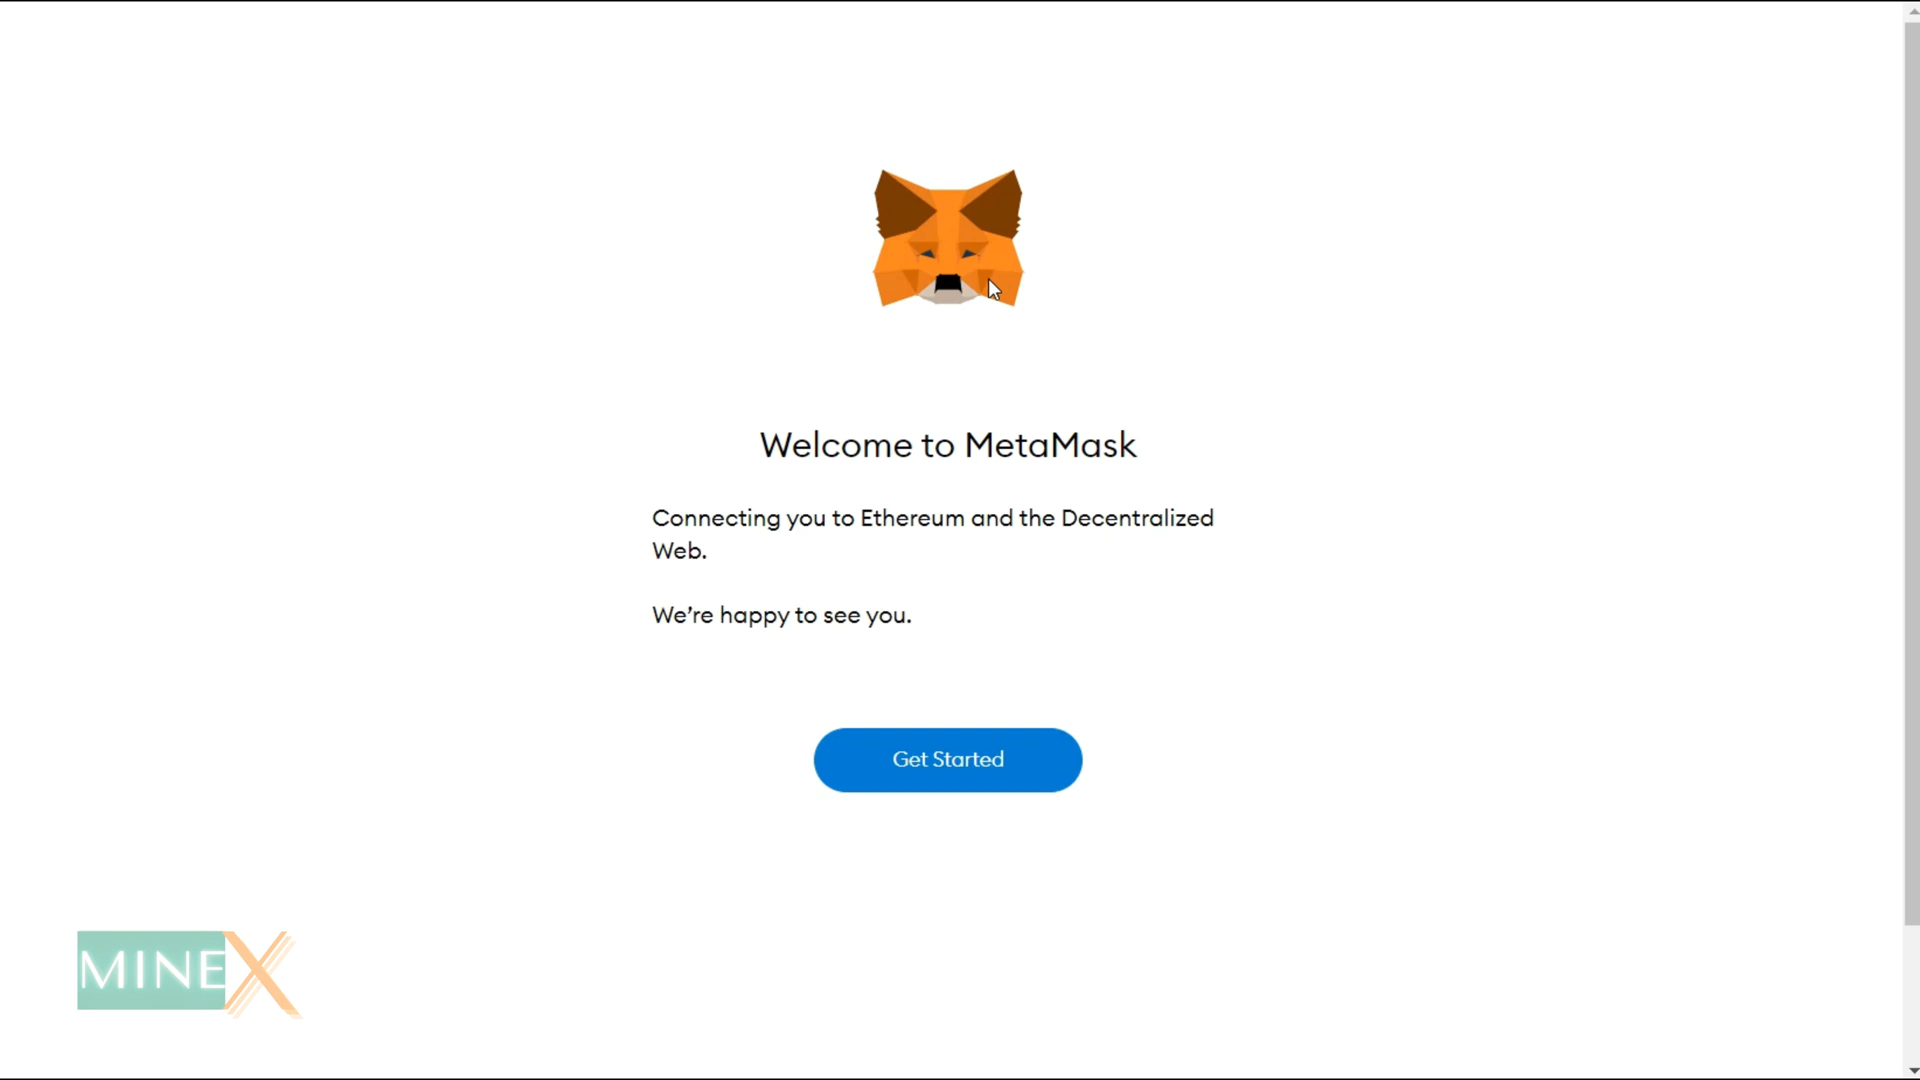 Welcome to MetaMask
Connecting you to Ethereum and the Decentralized
Web.
We’re happy to see you.
Get Started
MINEX